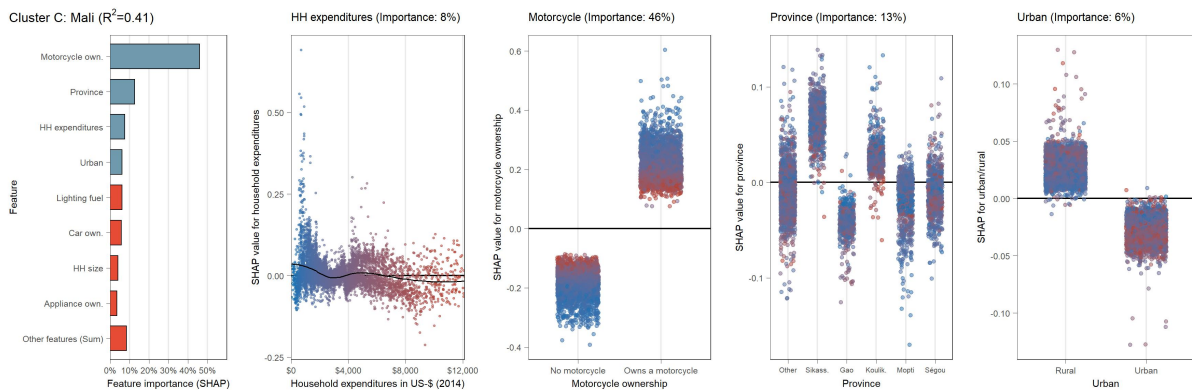 Cluster C: Mali (R²=0.41)
Feature
Motorcycle own.
Province
HH expenditures
Urban
Lighting fuel
Car own.
HH size
Appliance own.
Other features (Sum)
0% 10% 20% 30% 40% 50%
Feature importance (SHAP)
HH expenditures (Importance: 8%)
SHAP value for household expenditures
0.50
0.25
0.00
-0.25
$0 $4,000 $8,000 $12,000
Household expenditures in US-$ (2014)
Motorcycle (Importance: 46%)
SHAP value for motorcycle ownership
0.6
0.4
0.2
0.0
-0.2
-0.4
No motorcycle Owns a motorcycle
Motorcycle ownership
Province (Importance: 13%)
SHAP value for province
0.1
0.0
-0.1
Other Sikass. Gao Koulik. Mopti Ségou
Province
Urban (Importance: 6%)
SHAP for urban/rural
0.10
0.05
0.00
-0.05
-0.10
Rural Urban
Urban